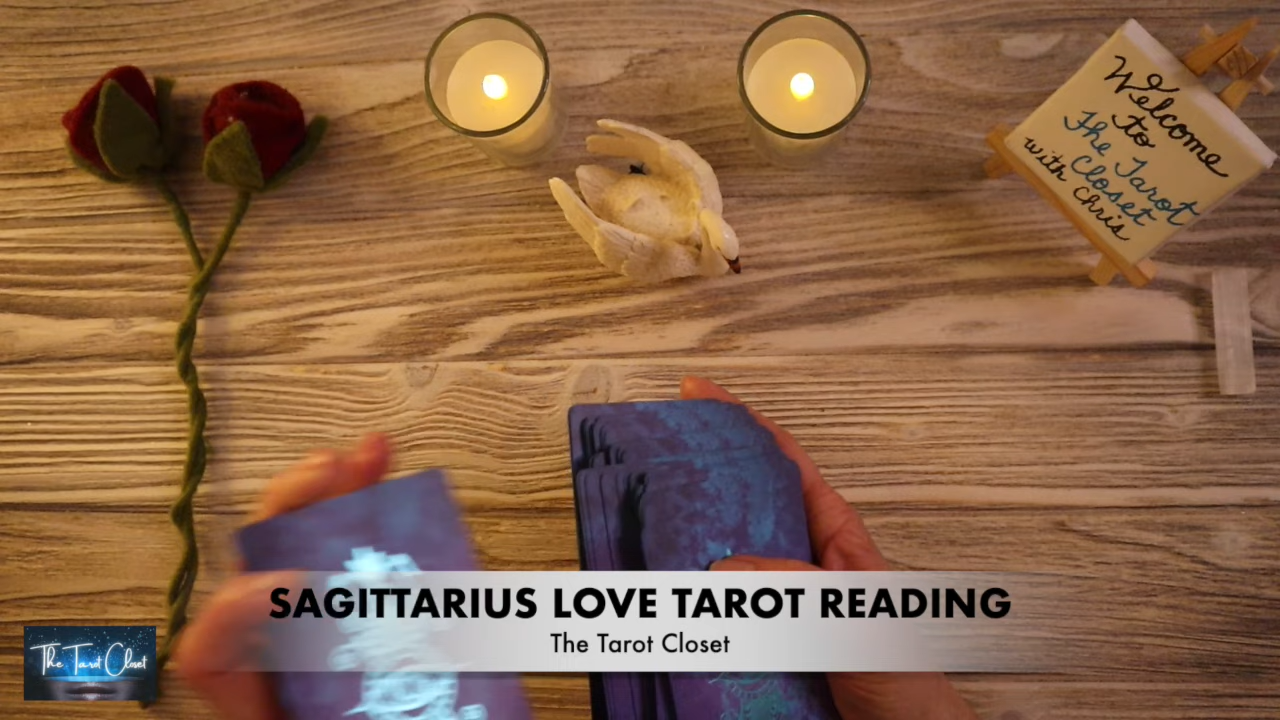 Welcome
to
The Tarot
Closet
with Chris
SAGITTARIUS LOVE TAROT READING
The Tarot Closet
The Tarot Closet